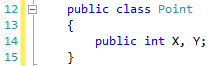 12 public class Point
13 {
14 public int X, Y;
15 }